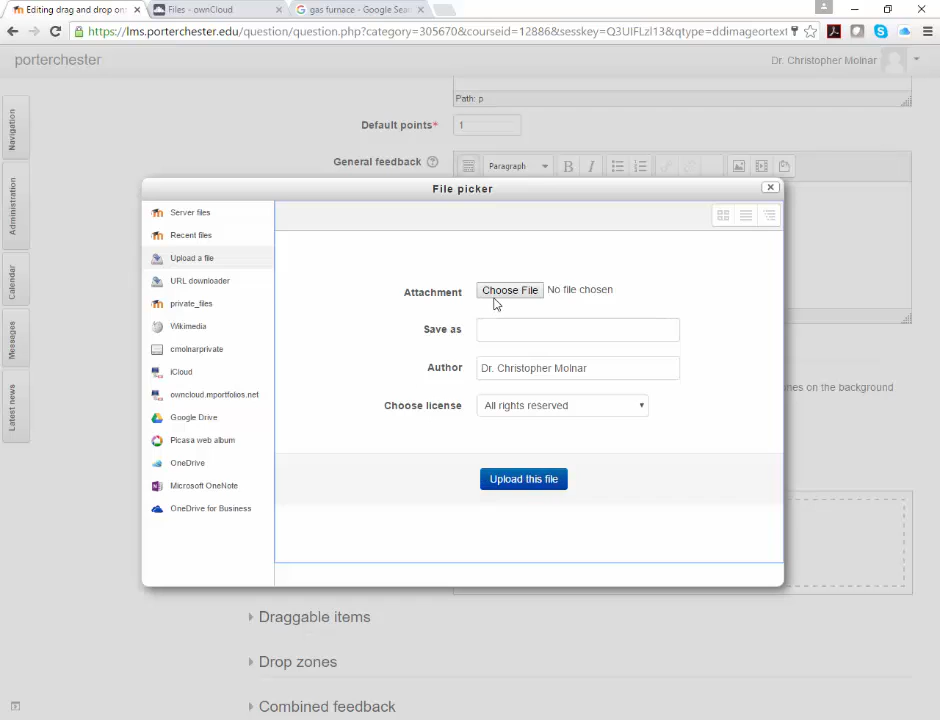 Editing drag and drop on
Files - ownCloud
gas furnace - Google Sear
https://lms.porterchester.edu/question/question.php?category=305670&courseid=12886&sesskey=Q3UIFLzl13&qtype=ddimageortext
porterchester
Dr. Christopher Molnar
Path: p
Default points*
1
General feedback
Paragraph
B
I
Navigation
Administration
Calendar
Messages
Latest news
File picker
Server files
Recent files
Upload a file
URL downloader
private_files
Wikimedia
cmolnarprivate
iCloud
owncloud.mportfolios.net
Google Drive
Picasa web album
OneDrive
Microsoft OneNote
OneDrive for Business
Attachment
Choose File No file chosen
Save as
Author
Dr. Christopher Molnar
Choose license
All rights reserved
Upload this file
on the background
Draggable items
Drop zones
Combined feedback